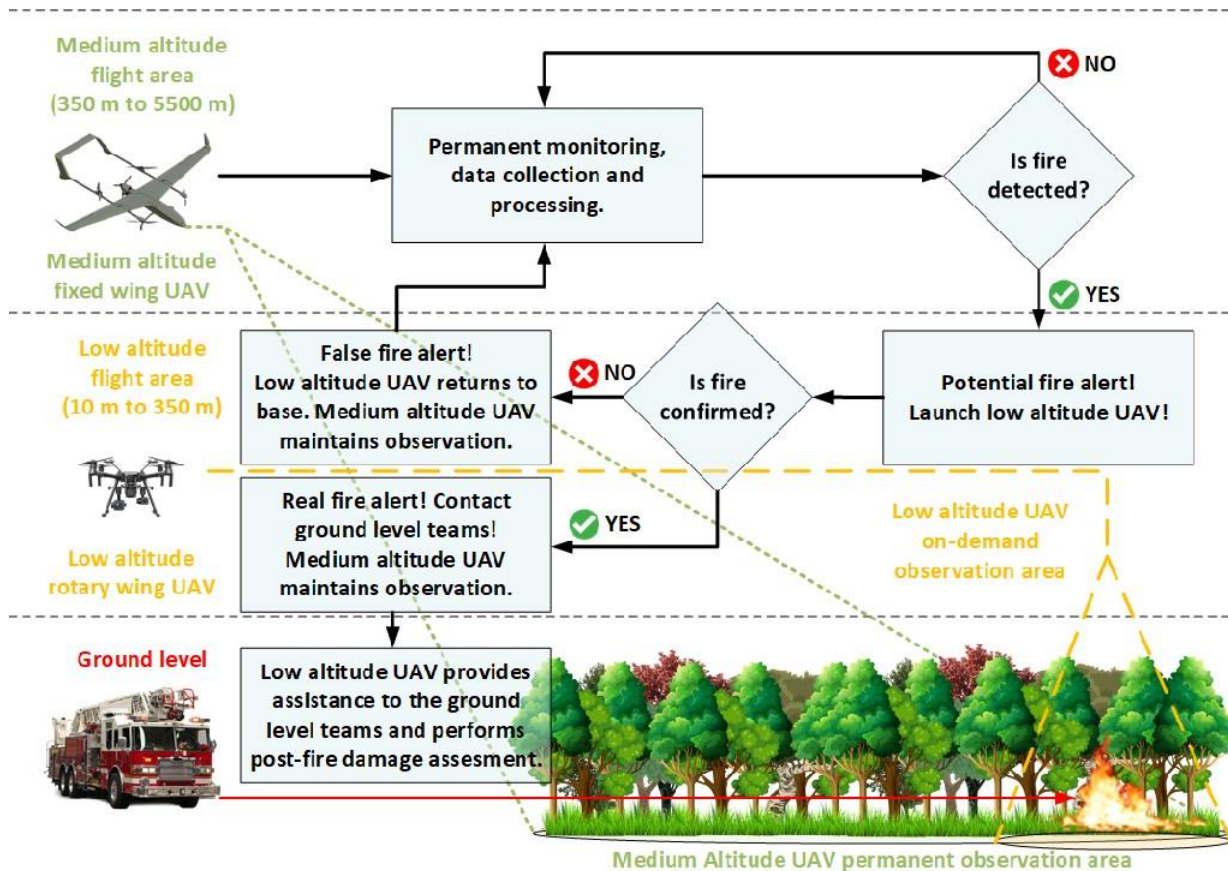 Medium altitude
flight area
(350 m to 5500 m)
Medium altitude
fixed wing UAV
Permanent monitoring,
data collection and
processing.
NO
Is fire
detected?
YES
Low altitude
flight area
(10 m to 350 m)
False fire alert!
Low altitude UAV returns to
base. Medium altitude UAV
maintains observation.
NO
Is fire
confirmed?
Potential fire alert!
Launch low altitude UAV!
Low altitude
rotary wing UAV
Real fire alert! Contact
ground level teams!
Medium altitude UAV
maintains observation.
YES
Low altitude UAV
on-demand
observation area
Ground level
Low altitude UAV provides
assistance to the ground
level teams and performs
post-fire damage assesment.
Medium Altitude UAV permanent observation area